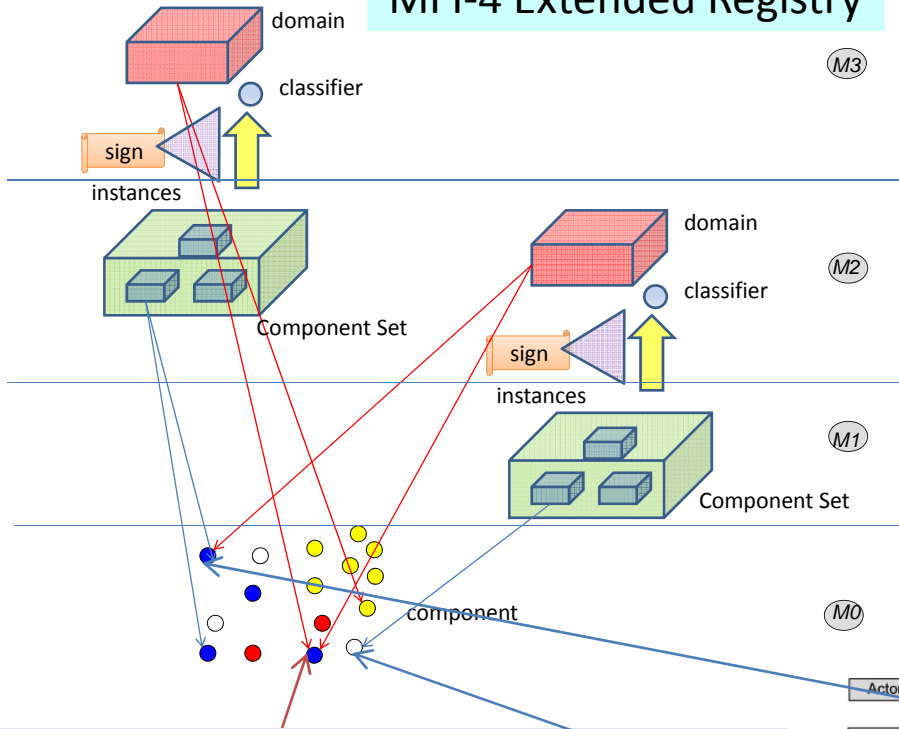 MFI-4 Extended Registry
domain
M3
classifier
sign
instances
domain
M2
classifier
Component Set
sign
instances
M1
Component Set
component
M0